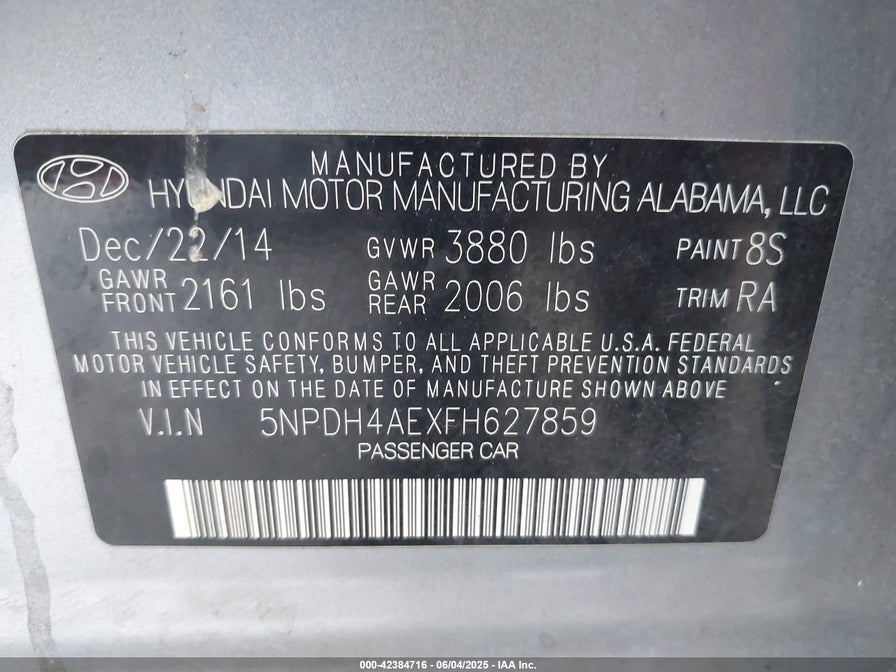 MANUFACTURED BY
HYUNDAI MOTOR MANUFACTURING ALABAMA, LLC
Dec/22/14 GVWR 3880 lbs PAINT 8S
GAWR FRONT 2161 lbs GAWR REAR 2006 lbs TRIM RA
THIS VEHICLE CONFORMS TO ALL APPLICABLE U.S.A. FEDERAL
MOTOR VEHICLE SAFETY, BUMPER, AND THEFT PREVENTION STANDARDS
IN EFFECT ON THE DATE OF MANUFACTURE SHOWN ABOVE
V.I.N 5NPDH4AEXFH627859
PASSENGER CAR
000-42384716 - 06/04/2025 - IAA Inc.